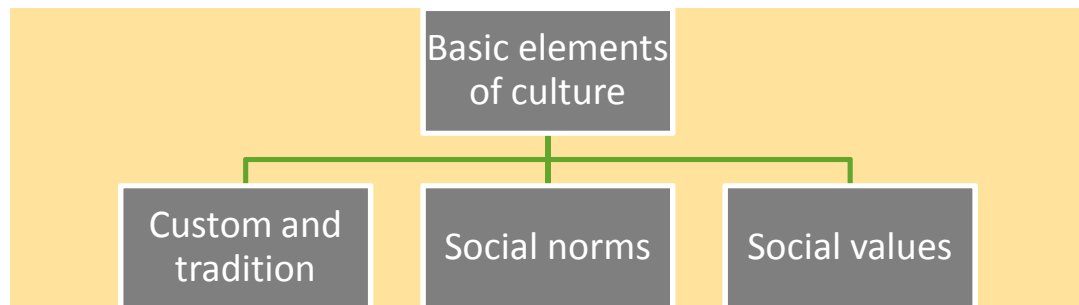 Basic elements
of culture
Custom and
tradition
Social norms
Social values